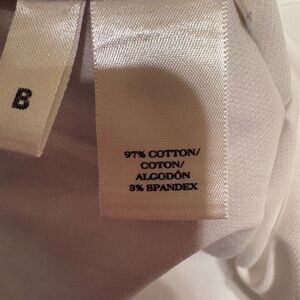 B
97% COTTON/
COTON/
ALGODÓN
3% SPANDEX